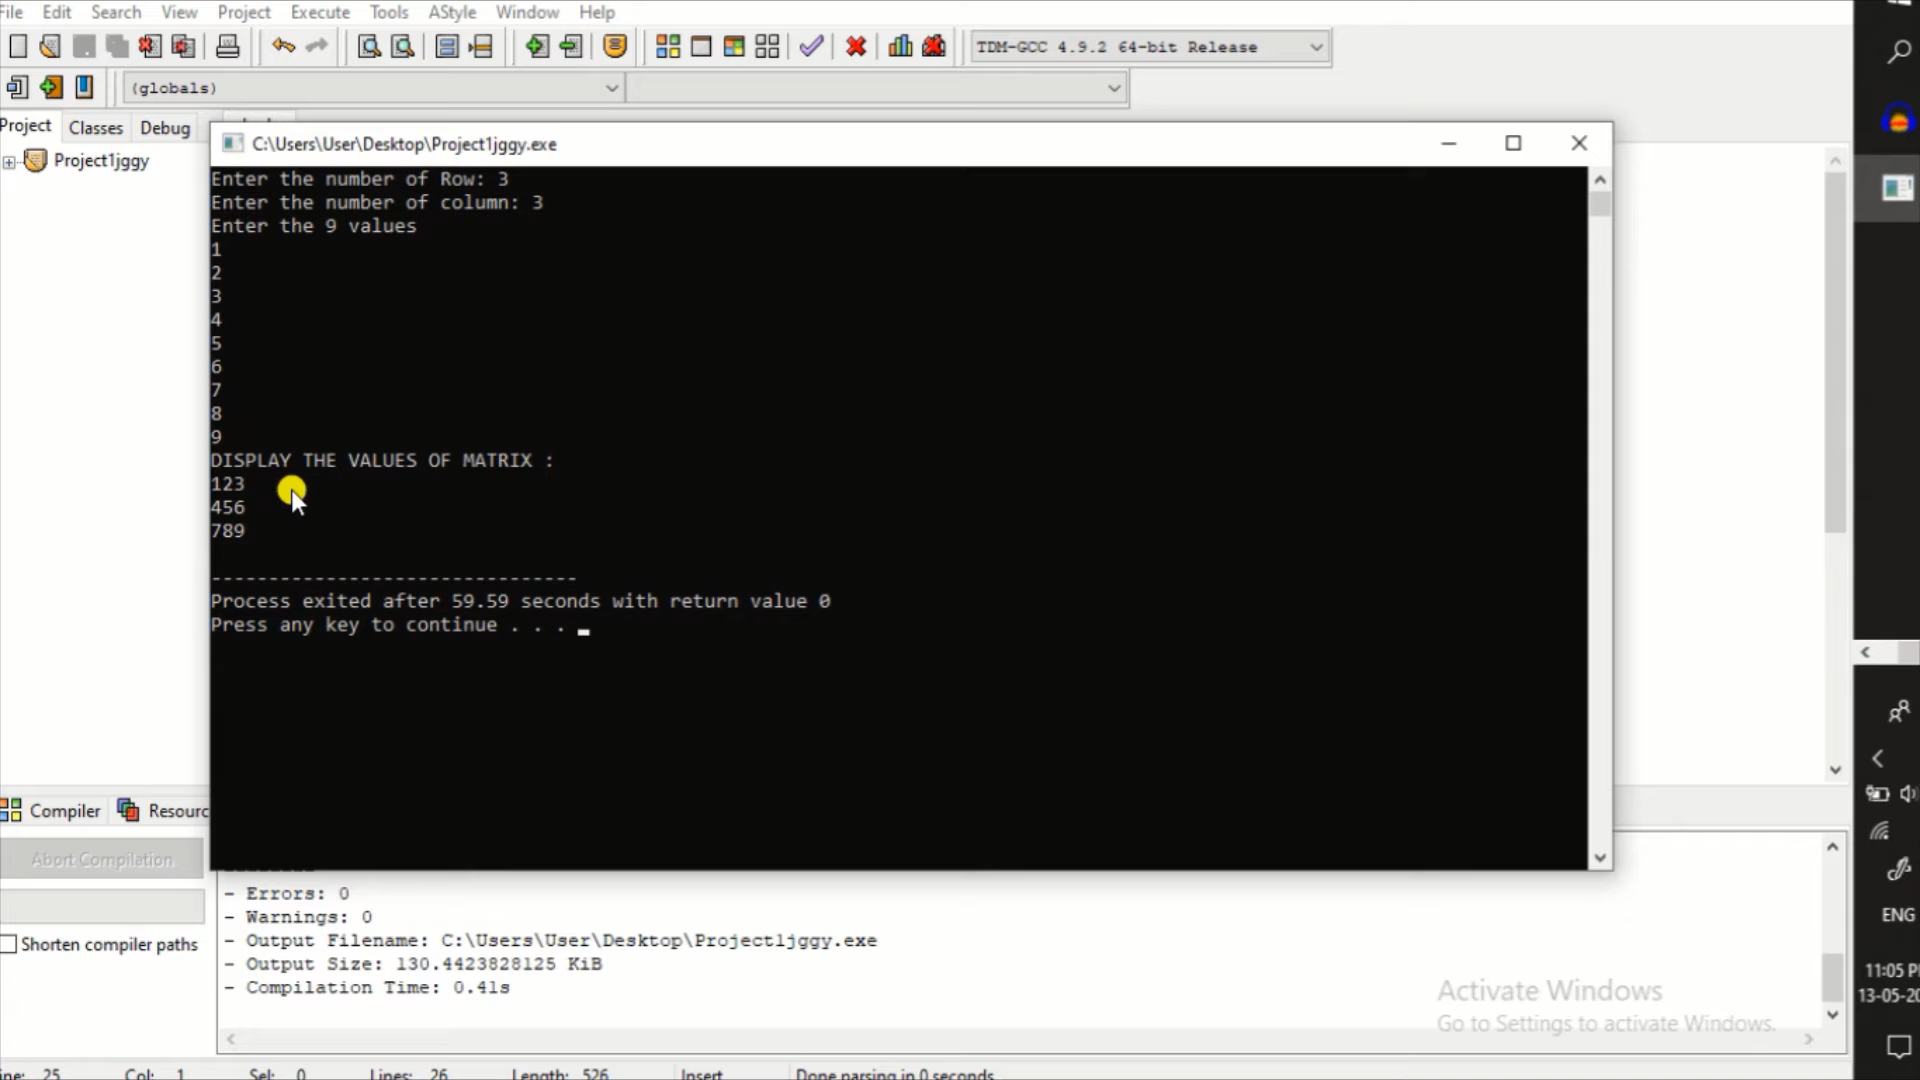 File Edit Search View Project Execute Tools AStyle Window Help
TDM-GCC 4.9.2 64-bit Release
(globals)
Project Classes Debug
Project1jggy
C:\Users\User\Desktop\Project1jggy.exe
Enter the number of Row: 3
Enter the number of column: 3
Enter the 9 values
1
2
3
4
5
6
7
8
9
DISPLAY THE VALUES OF MATRIX :
123
456
789
--------------------------------
Process exited after 59.59 seconds with return value 0
Press any key to continue . . .
Compiler Resourc
Abort Compilation
Shorten compiler paths
- Errors: 0
- Warnings: 0
- Output Filename: C:\Users\User\Desktop\Project1jggy.exe
- Output Size: 130.4423828125 KiB
- Compilation Time: 0.41s
Activate Windows
Go to Settings to activate Windows.
ENG
11:05 P
13-05-20
ine: 25 Col: 1 Sel: 0 Lines: 26 Length: 526 Insert Done parsing in 0 seconds